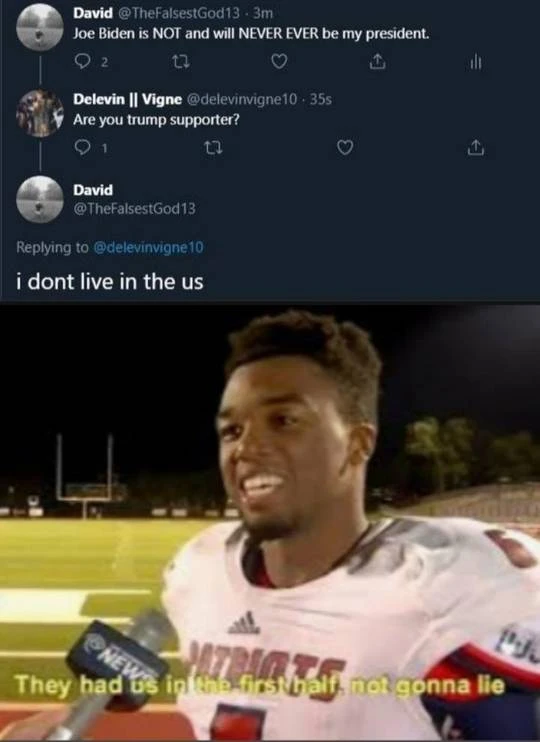 David @TheFalsestGod13 · 3m
Joe Biden is NOT and will NEVER EVER be my president.
2
Delevin || Vigne @delevinvigne10 · 35s
Are you trump supporter?
1
David
@TheFalsestGod13
Replying to @delevinvigne10
i dont live in the us
NEWS
PATRIOTS
They had us in the first half, not gonna lie